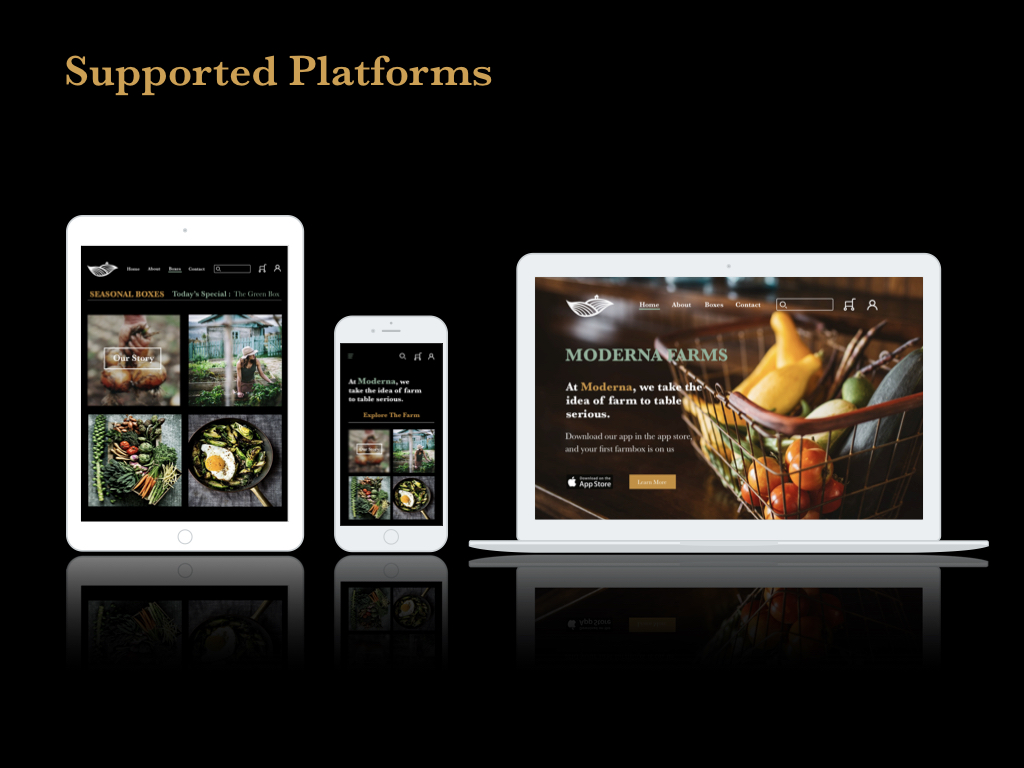 Supported Platforms
Home About Boxes Contact
SEASONAL BOXES Today's Special : The Green Box
Our Story
At Moderna, we
take the idea of farm
to table serious.
Explore The Farm
Home About Boxes Contact
MODERNA FARMS
At Moderna, we take the
idea of farm to table
serious.
Download our app in the app store,
and your first farmbox is on us
Download on the
App Store
Learn More